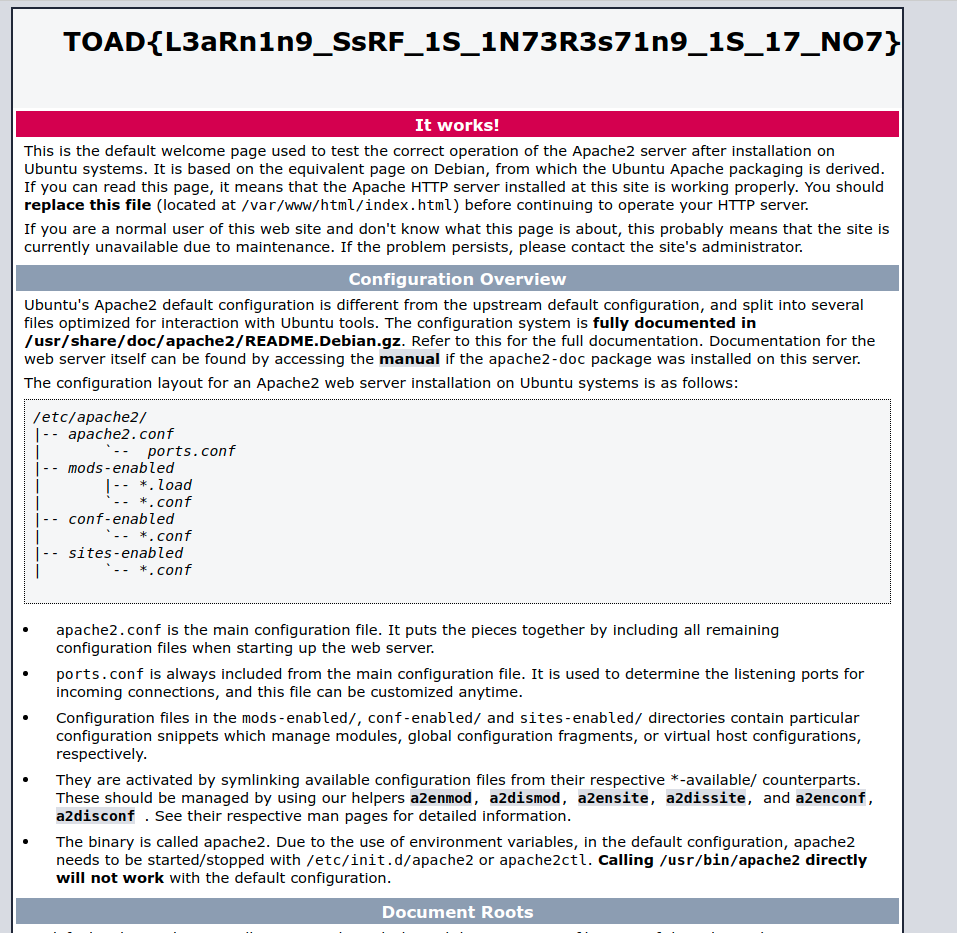 TOAD{L3aRn1n9_SsRF_1S_1N73R3s71n9_1S_17_NO7}
It works!
This is the default welcome page used to test the correct operation of the Apache2 server after installation on
Ubuntu systems. It is based on the equivalent page on Debian, from which the Ubuntu Apache packaging is derived.
If you can read this page, it means that the Apache HTTP server installed at this site is working properly. You should
replace this file (located at /var/www/html/index.html) before continuing to operate your HTTP server.
If you are a normal user of this web site and don't know what this page is about, this probably means that the site is
currently unavailable due to maintenance. If the problem persists, please contact the site's administrator.
Configuration Overview
Ubuntu's Apache2 default configuration is different from the upstream default configuration, and split into several
files optimized for interaction with Ubuntu tools. The configuration system is fully documented in
/usr/share/doc/apache2/README.Debian.gz. Refer to this for the full documentation. Documentation for the
web server itself can be found by accessing the manual if the apache2-doc package was installed on this server.
The configuration layout for an Apache2 web server installation on Ubuntu systems is as follows:
/etc/apache2/
|-- apache2.conf
|       `--  ports.conf
|-- mods-enabled
|       |-- *.load
|       `-- *.conf
|-- conf-enabled
|       `-- *.conf
|-- sites-enabled
|       `-- *.conf
• apache2.conf is the main configuration file. It puts the pieces together by including all remaining
configuration files when starting up the web server.
• ports.conf is always included from the main configuration file. It is used to determine the listening ports for
incoming connections, and this file can be customized anytime.
• Configuration files in the mods-enabled/, conf-enabled/ and sites-enabled/ directories contain particular
configuration snippets which manage modules, global configuration fragments, or virtual host configurations,
respectively.
• They are activated by symlinking available configuration files from their respective *-available/ counterparts.
These should be managed by using our helpers a2enmod, a2dismod, a2ensite, a2dissite, and a2enconf,
a2disconf . See their respective man pages for detailed information.
• The binary is called apache2. Due to the use of environment variables, in the default configuration, apache2
needs to be started/stopped with /etc/init.d/apache2 or apache2ctl. Calling /usr/bin/apache2 directly
will not work with the default configuration.
Document Roots